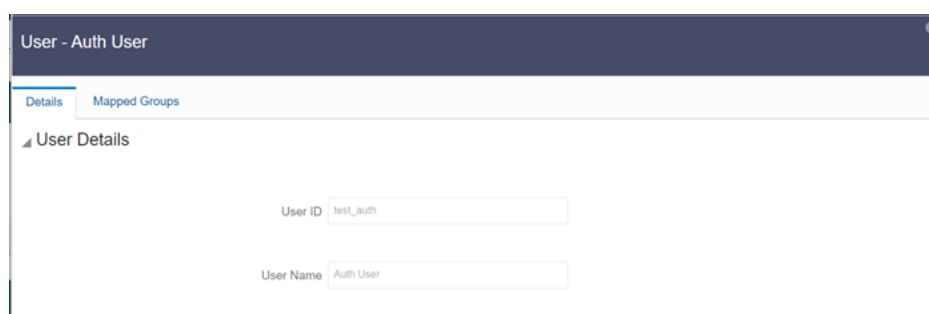 User - Auth User
Details Mapped Groups
User Details
User ID test_auth
User Name Auth User